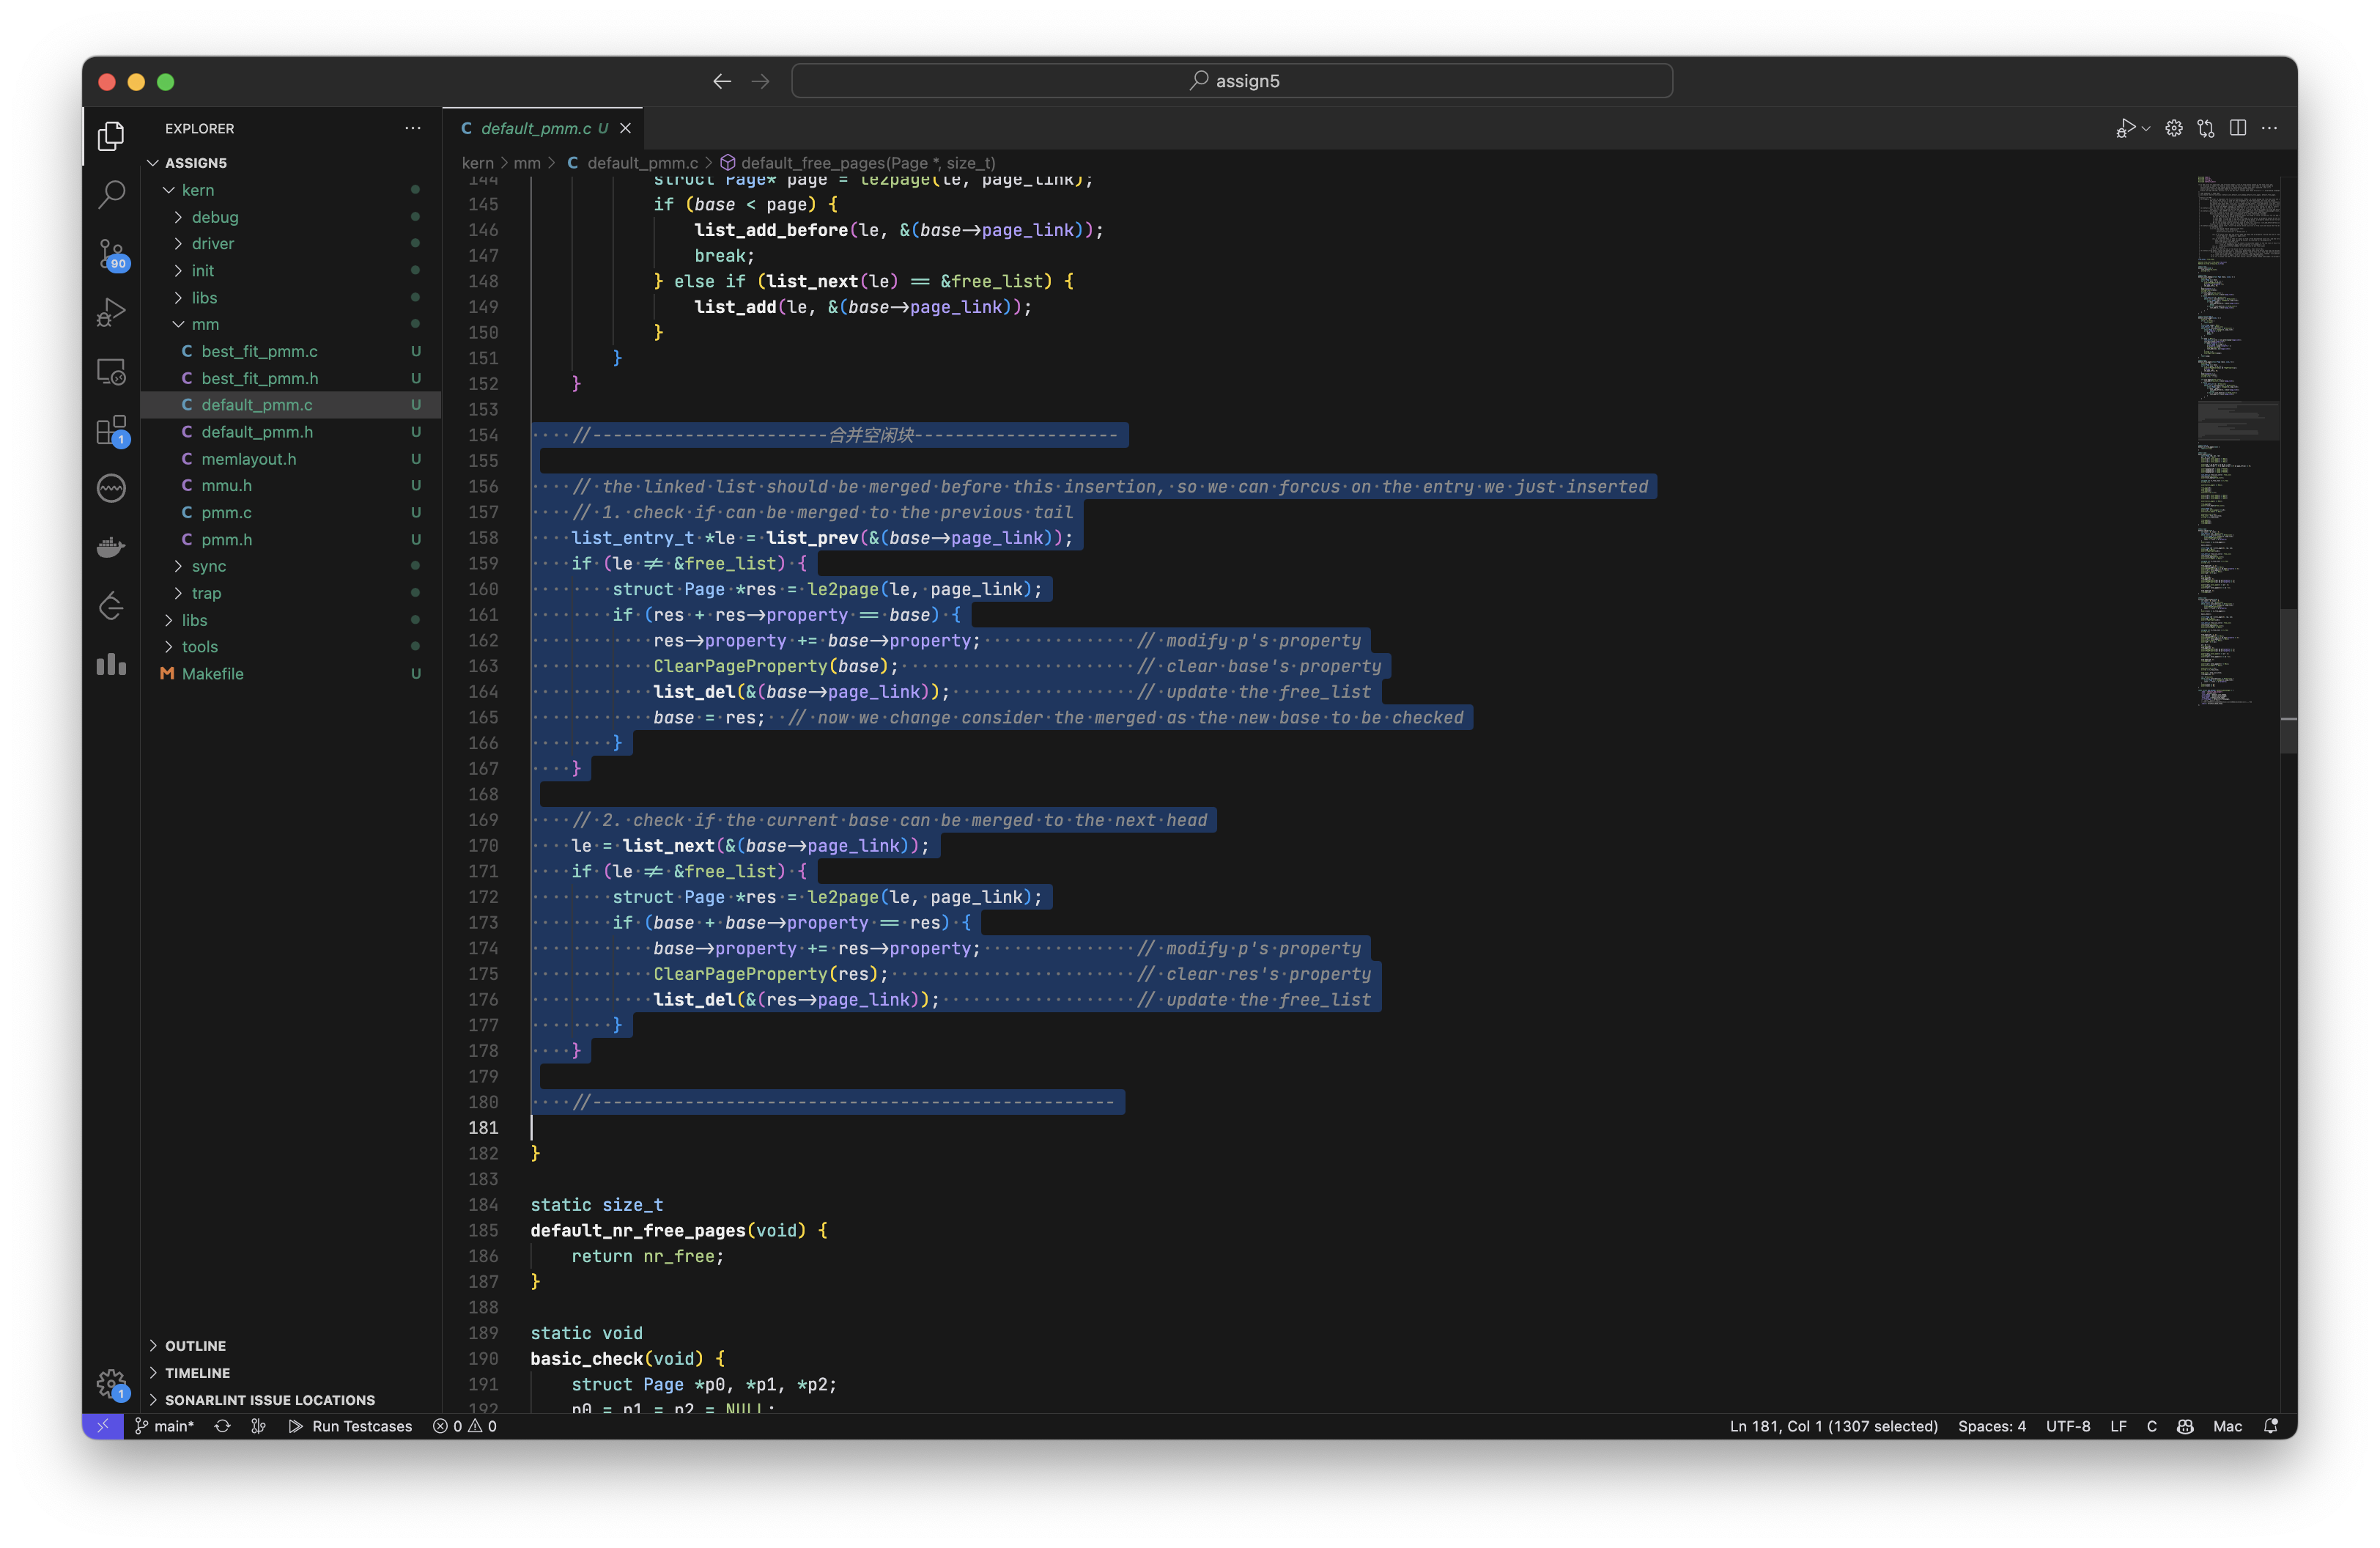 assign5
EXPLORER
default_pmm.c U
ASSIGN5
kern > mm > C default_pmm.c > default_free_pages(Page *, size_t)
kern
debug
driver
init
libs
mm
C best_fit_pmm.c U
C best_fit_pmm.h U
C default_pmm.c U
C default_pmm.h U
C memlayout.h U
C mmu.h U
C pmm.c U
C pmm.h U
sync
trap
libs
tools
M Makefile U
OUTLINE
TIMELINE
SONARLINT ISSUE LOCATIONS
90
1
1
144 struct Page* page = le2page(le, page_link);
145 if (base < page) {
146 list_add_before(le, &(base->page_link));
147 break;
148 } else if (list_next(le) == &free_list) {
149 list_add(le, &(base->page_link));
150 }
151 }
152 }
153
154 //-----------------------合并空闲块--------------------
155
156 // the linked list should be merged before this insertion, so we can forcus on the entry we just inserted
157 // 1. check if can be merged to the previous tail
158 list_entry_t *le = list_prev(&(base->page_link));
159 if (le != &free_list) {
160 struct Page *res = le2page(le, page_link);
161 if (res + res->property == base) {
162 res->property += base->property; // modify p's property
163 ClearPageProperty(base); // clear base's property
164 list_del(&(base->page_link)); // update the free_list
165 base = res; // now we change consider the merged as the new base to be checked
166 }
167 }
168
169 // 2. check if the current base can be merged to the next head
170 le = list_next(&(base->page_link));
171 if (le != &free_list) {
172 struct Page *res = le2page(le, page_link);
173 if (base + base->property == res) {
174 base->property += res->property; // modify p's property
175 ClearPageProperty(res); // clear res's property
176 list_del(&(res->page_link)); // update the free_list
177 }
178 }
179
180 //---------------------------------------------------
181
182 }
183
184 static size_t
185 default_nr_free_pages(void) {
186 return nr_free;
187 }
188
189 static void
190 basic_check(void) {
191 struct Page *p0, *p1, *p2;
192 p0 = p1 = p2 = NULL;
main* Run Testcases 0 0 Ln 181, Col 1 (1307 selected) Spaces: 4 UTF-8 LF C Mac